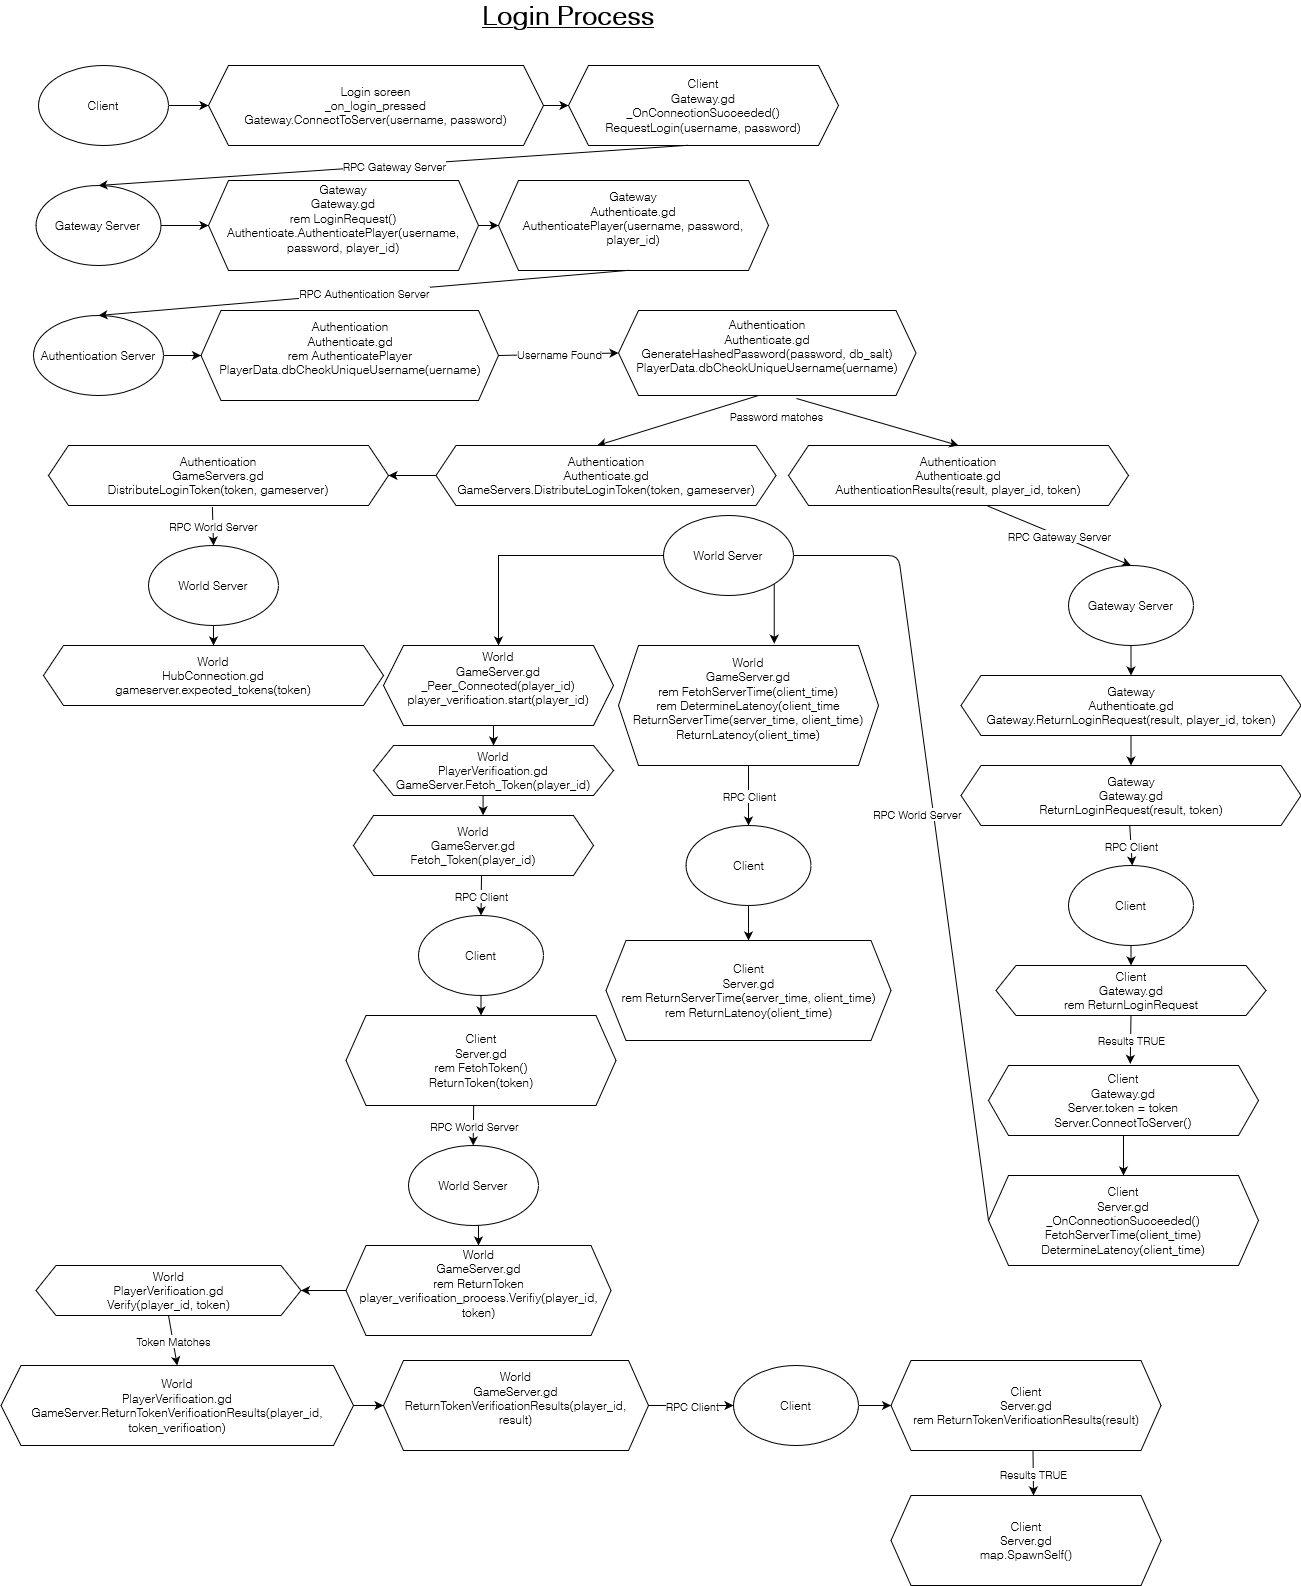 Login Process
Client
Login screen
_on_login_pressed
Gateway.ConnectToServer(username, password)
Client
Gateway.gd
_OnConnectionSucceeded()
RequestLogin(username, password)
RPC Gateway Server
Gateway Server
Gateway
Gateway.gd
rem LoginRequest()
Authenticate.AuthenticatePlayer(username,
password, player_id)
Gateway
Authenticate.gd
AuthenticatePlayer(username, password,
player_id)
RPC Authentication Server
Authentication Server
Authentication
Authenticate.gd
rem AuthenticatePlayer
PlayerData.dbCheckUniqueUsername(uername)
Username Found
Authentication
Authenticate.gd
GenerateHashedPassword(password, db_salt)
PlayerData.dbCheckUniqueUsername(uername)
Password matches
Authentication
GameServers.gd
DistributeLoginToken(token, gameserver)
Authentication
Authenticate.gd
GameServers.DistributeLoginToken(token, gameserver)
Authentication
Authenticate.gd
AuthenticationResults(result, player_id, token)
RPC World Server
RPC Gateway Server
World Server
World Server
Gateway Server
World
HubConnection.gd
gameserver.expected_tokens(token)
World
GameServer.gd
_Peer_Connected(player_id)
player_verification.start(player_id)
World
GameServer.gd
rem FetchServerTime(client_time)
rem DetermineLatency(client_time
ReturnServerTime(server_time, client_time)
ReturnLatency(client_time)
Gateway
Authenticate.gd
Gateway.ReturnLoginRequest(result, player_id, token)
World
PlayerVerification.gd
GameServer.Fetch_Token(player_id)
Gateway
Gateway.gd
ReturnLoginRequest(result, token)
RPC Client
RPC World Server
World
GameServer.gd
Fetch_Token(player_id)
RPC Client
Client
RPC Client
Client
Client
Client
Server.gd
rem ReturnServerTime(server_time, client_time)
rem ReturnLatency(client_time)
Client
Gateway.gd
rem ReturnLoginRequest
Results TRUE
Client
Server.gd
rem FetchToken()
ReturnToken(token)
Client
Gateway.gd
Server.token = token
Server.ConnectToServer()
RPC World Server
World Server
Client
Server.gd
_OnConnectionSucceeded()
FetchServerTime(client_time)
DetermineLatency(client_time)
World
GameServer.gd
rem ReturnToken
player_verification_process.Verifiy(player_id,
token)
World
PlayerVerification.gd
Verify(player_id, token)
Token Matches
World
PlayerVerification.gd
GameServer.ReturnTokenVerificationResults(player_id,
token_verification)
World
GameServer.gd
ReturnTokenVerificationResults(player_id,
result)
RPC Client
Client
Client
Server.gd
rem ReturnTokenVerificationResults(result)
Results TRUE
Client
Server.gd
map.SpawnSelf()